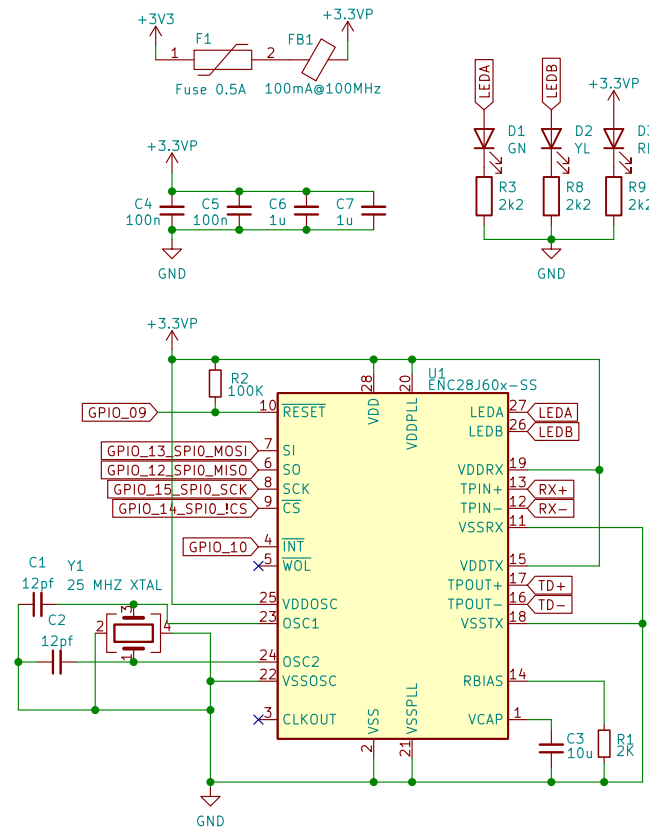 +3V3
F1
1
2
Fuse 0.5A
FB1
+3.3VP
100mA@100MHz
LEDA
LEDB
+3.3VP
D1
GN
D2
YL
R3
2k2
R8
2k2
R9
2k2
GND
+3.3VP
C4
100n
C5
100n
C6
1u
C7
1u
GND
+3.3VP
R2
100K
U1
ENC28J60x-SS
28
20
VDD
VDDPLL
GPIO_09
10
RESET
GPIO_13_SPI0_MOSI
7
SI
GPIO_12_SPI0_MISO
6
SO
GPIO_15_SPI0_SCK
8
SCK
GPIO_14_SPI0_!CS
9
CS
GPIO_10
4
INT
5
WOL
25
VDDOSC
23
OSC1
24
OSC2
22
VSSOSC
3
CLKOUT
LEDA
27
LEDA
LEDB
26
LEDB
VDDRX
19
TPIN+
13
RX+
TPIN-
12
RX-
VSSRX
11
VDDTX
15
TPOUT+
17
TD+
TPOUT-
16
TD-
VSSTX
18
RBIAS
14
VCAP
1
VSS
VSSPLL
2
21
C1
12pf
Y1
25 MHZ XTAL
C2
12pf
3
2
4
1
C3
10u
R1
2K
GND